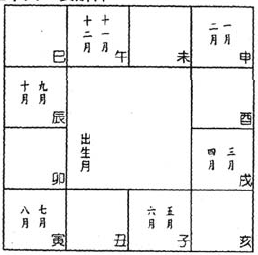 十一月
十二月
一月
二月
巳
午
未
申
九月
十月
辰
酉
出生月
三月
四月
卯
戌
七月
八月
五月
六月
寅
丑
子
亥